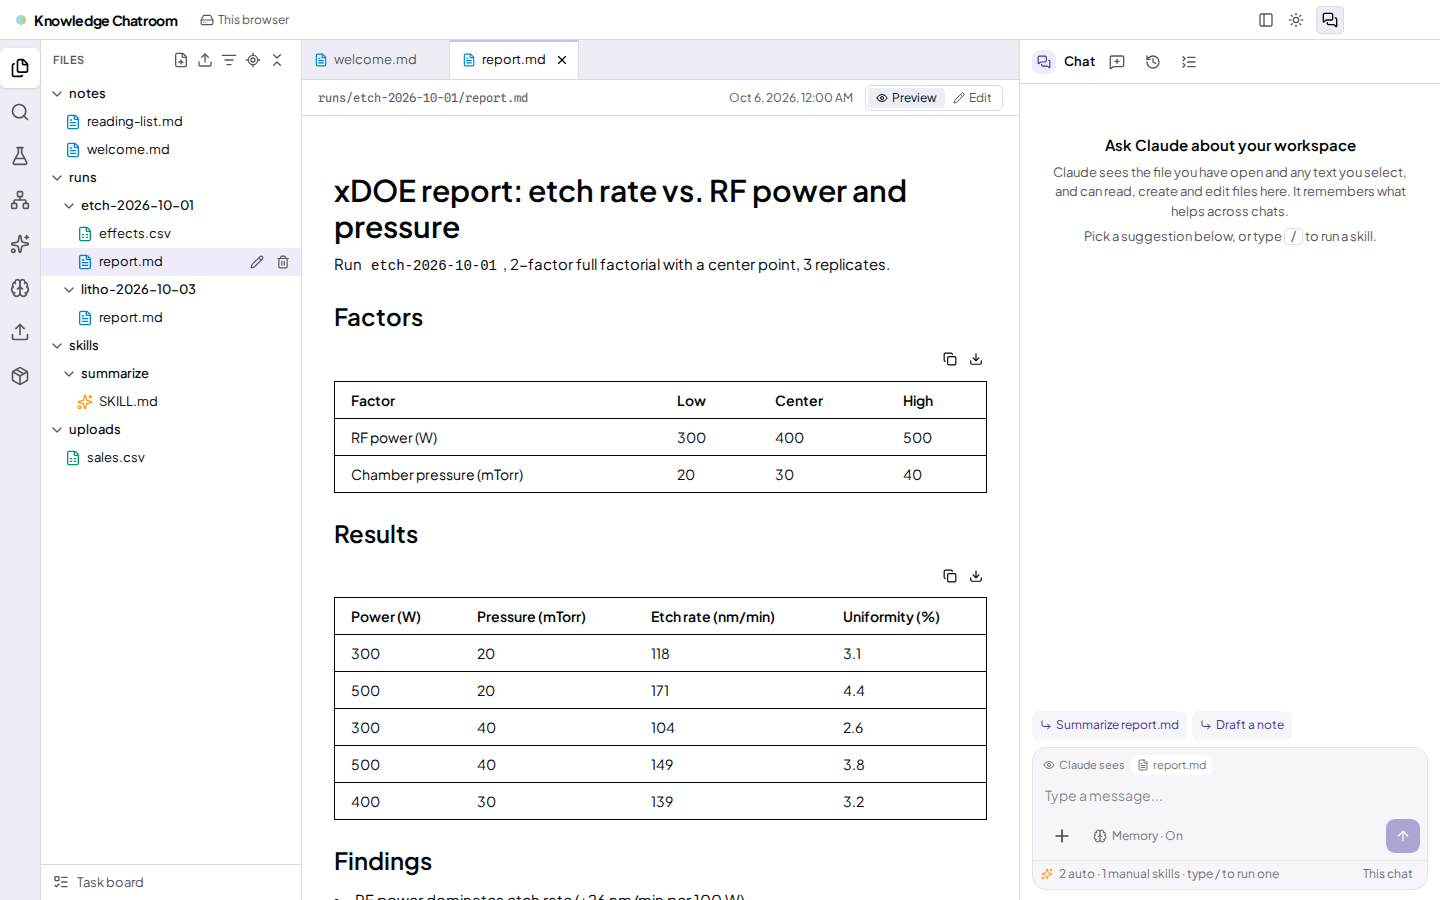 Knowledge Chatroom This browser
FILES
notes
reading-list.md
welcome.md
runs
etch-2026-10-01
effects.csv
report.md
litho-2026-10-03
report.md
skills
summarize
SKILL.md
uploads
sales.csv
Task board
welcome.md report.md
runs/etch-2026-10-01/report.md Oct 6, 2026, 12:00 AM Preview Edit
xDOE report: etch rate vs. RF power and
pressure
Run etch-2026-10-01 , 2-factor full factorial with a center point, 3 replicates.
Factors
Factor Low Center High
RF power (W) 300 400 500
Chamber pressure (mTorr) 20 30 40
Results
Power (W) Pressure (mTorr) Etch rate (nm/min) Uniformity (%)
300 20 118 3.1
500 20 171 4.4
300 40 104 2.6
500 40 149 3.8
400 30 139 3.2
Findings
RF power dominates etch rate (+26 nm/min per 100 W)
Chat
Ask Claude about your workspace
Claude sees the file you have open and any text you select,
and can read, create and edit files here. It remembers what
helps across chats.
Pick a suggestion below, or type / to run a skill.
Summarize report.md Draft a note
Claude sees report.md
Type a message...
Memory · On
2 auto · 1 manual skills · type / to run one This chat